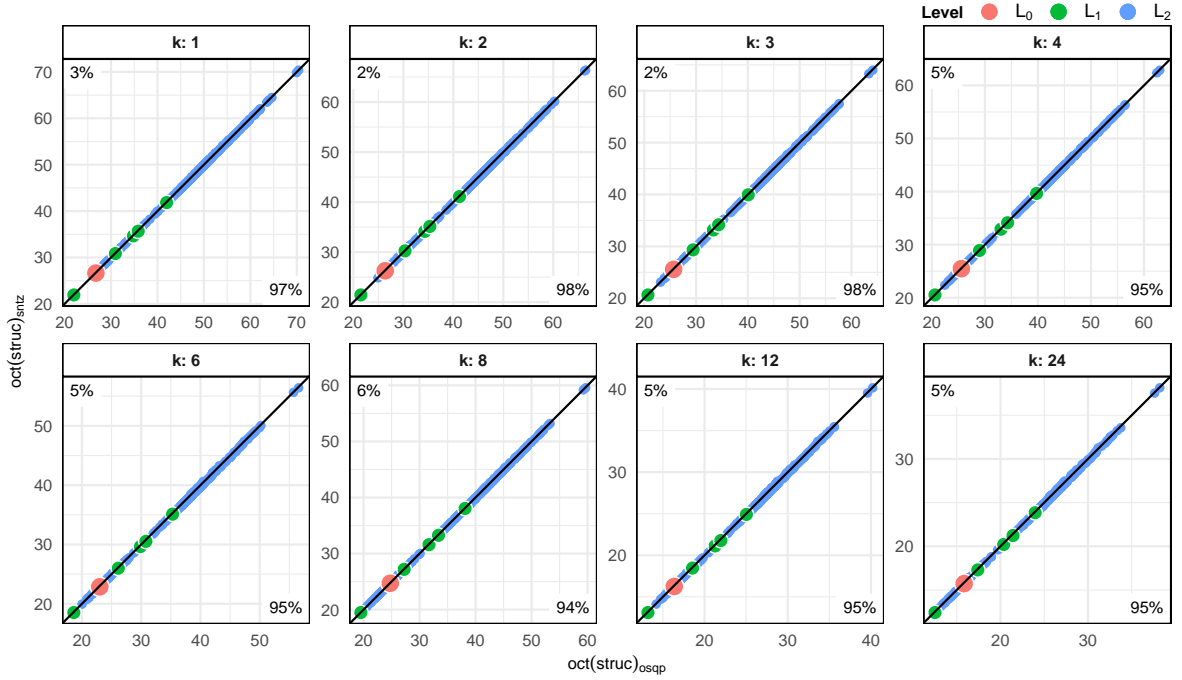 Level L0 L1 L2
k: 1 k: 2 k: 3 k: 4
3% 2% 2% 5%
70 60 50 40 30 20
60 50 40 30 20
60 50 40 30 20
60 50 40 30 20
97% 98% 98% 95%
20 30 40 50 60 70
20 30 40 50 60
20 30 40 50 60
20 30 40 50 60
k: 6 k: 8 k: 12 k: 24
5% 6% 5% 5%
50 40 30 20
60 50 40 30 20
40 30 20
30 20
95% 94% 95% 95%
20 30 40 50
20 30 40 50 60
20 30 40
20 30
oct(struc)sntz
oct(struc)osqp